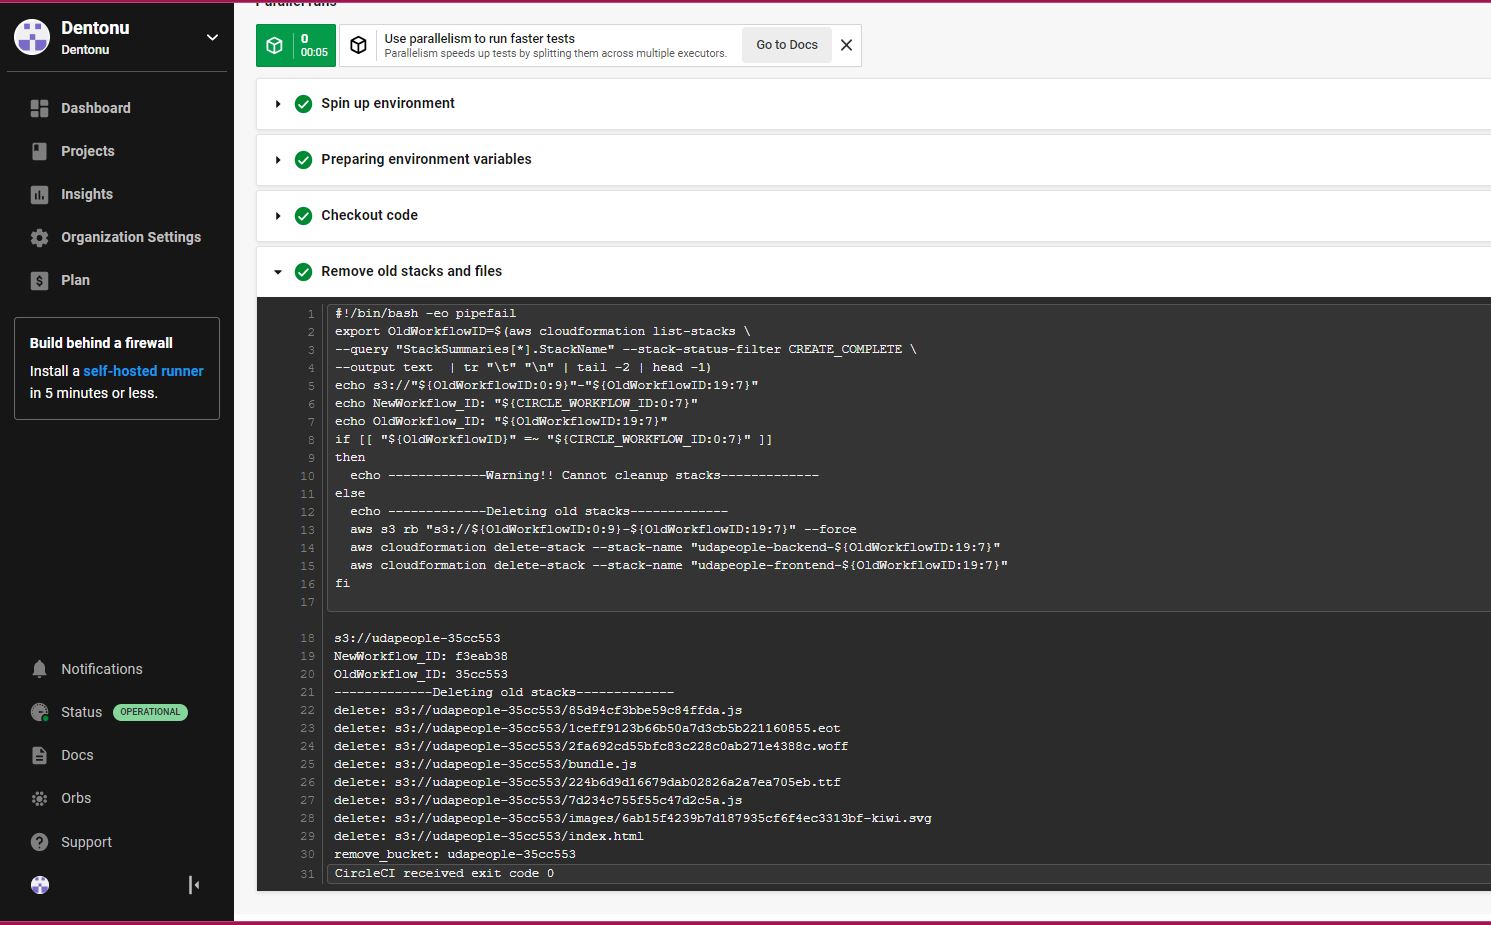 Dentonu
Dentonu
Dashboard
Projects
Insights
Organization Settings
Plan
Build behind a firewall
Install a self-hosted runner
in 5 minutes or less.
Notifications
Status OPERATIONAL
Docs
Orbs
Support
Parallel runs
0
00:05
Use parallelism to run faster tests
Parallelism speeds up tests by splitting them across multiple executors.
Go to Docs
Spin up environment
Preparing environment variables
Checkout code
Remove old stacks and files
1 #!/bin/bash -eo pipefail
2 export OldWorkflowID=$(aws cloudformation list-stacks \
3 --query "StackSummaries[*].StackName" --stack-status-filter CREATE_COMPLETE \
4 --output text  | tr "\t" "\n" | tail -2 | head -1)
5 echo s3://"${OldWorkflowID:0:9}"-"${OldWorkflowID:19:7}"
6 echo NewWorkflow_ID: "${CIRCLE_WORKFLOW_ID:0:7}"
7 echo OldWorkflow_ID: "${OldWorkflowID:19:7}"
8 if [[ "${OldWorkflowID}" =~ "${CIRCLE_WORKFLOW_ID:0:7}" ]]
9 then
10   echo -------------Warning!! Cannot cleanup stacks-------------
11 else
12   echo -------------Deleting old stacks-------------
13   aws s3 rb "s3://${OldWorkflowID:0:9}-${OldWorkflowID:19:7}" --force
14   aws cloudformation delete-stack --stack-name "udapeople-backend-${OldWorkflowID:19:7}"
15   aws cloudformation delete-stack --stack-name "udapeople-frontend-${OldWorkflowID:19:7}"
16 fi
17
18 s3://udapeople-35cc553
19 NewWorkflow_ID: f3eab38
20 OldWorkflow_ID: 35cc553
21 -------------Deleting old stacks-------------
22 delete: s3://udapeople-35cc553/85d94cf3bbe59c84ffda.js
23 delete: s3://udapeople-35cc553/1ceff9123b66b50a7d3cb5b221160855.eot
24 delete: s3://udapeople-35cc553/2fa692cd55bfc83c228c0ab271e4388c.woff
25 delete: s3://udapeople-35cc553/bundle.js
26 delete: s3://udapeople-35cc553/224b6d9d16679dab02826a2a7ea705eb.ttf
27 delete: s3://udapeople-35cc553/7d234c755f55c47d2c5a.js
28 delete: s3://udapeople-35cc553/images/6ab15f4239b7d187935cf6f4ec3313bf-kiwi.svg
29 delete: s3://udapeople-35cc553/index.html
30 remove_bucket: udapeople-35cc553
31 CircleCI received exit code 0